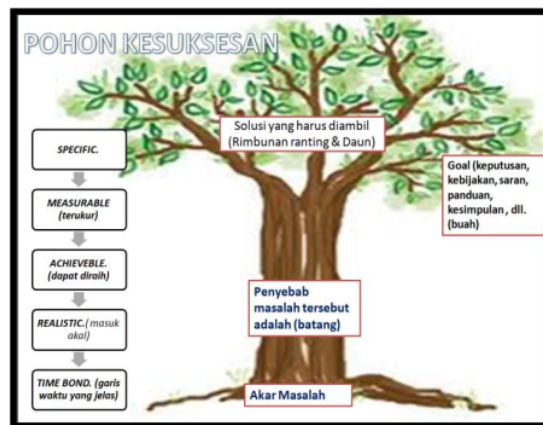 POHON KESUKSESAN
SPECIFIC.
MEASURABLE
(terukur)
ACHIEVEBLE.
(dapat diraih)
REALISTIC.(masuk
akal)
TIME BOND. (garis
waktu yang jelas)
Solusi yang harus diambil
(Rimbunan ranting & Daun)
Goal (keputusan,
kebijakan, saran,
panduan,
kesimpulan , dll.
(buah)
Penyebab
masalah tersebut
adalah (batang)
Akar Masalah